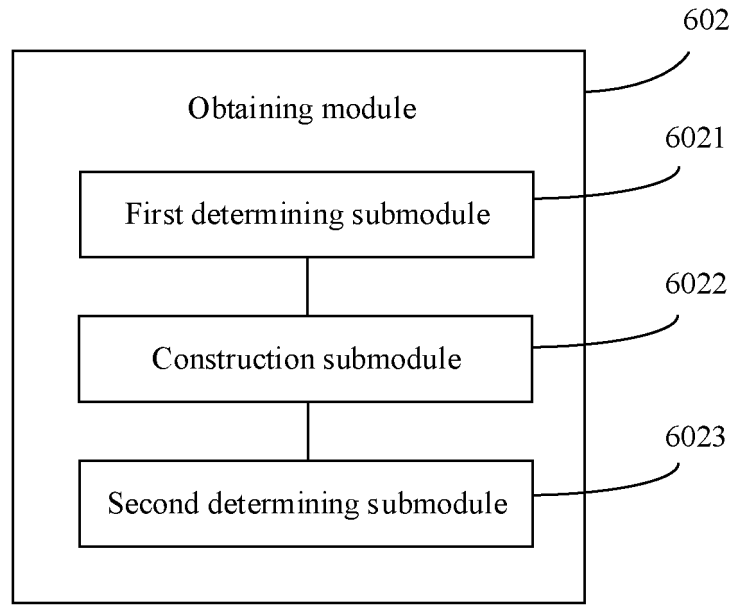 602
Obtaining module
6021
First determining submodule
6022
Construction submodule
6023
Second determining submodule